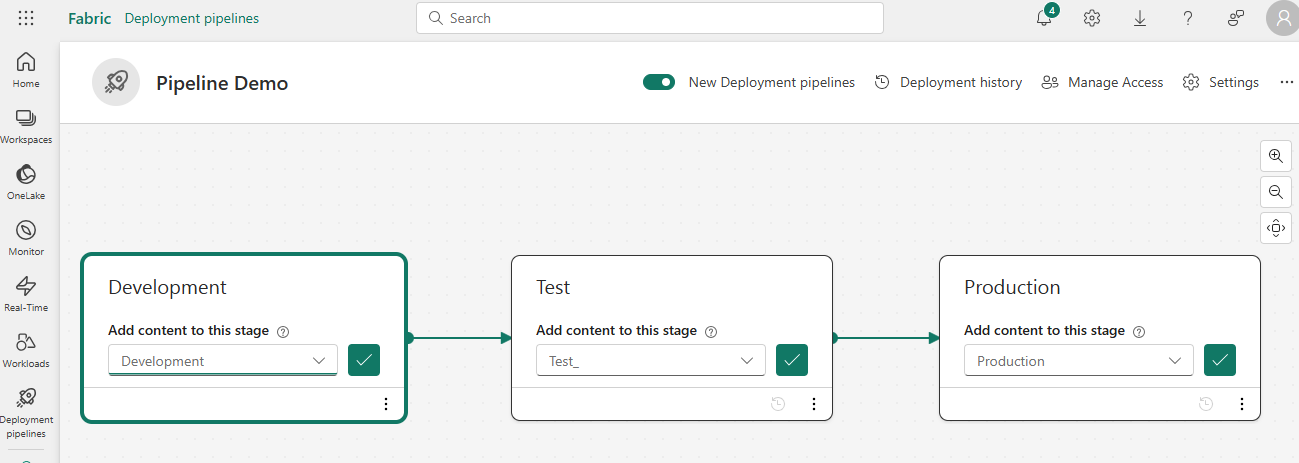 Fabric Deployment pipelines Search 4
Home
Workspaces
OneLake
Monitor
Real-Time
Workloads
Deployment
pipelines
Pipeline Demo New Deployment pipelines Deployment history Manage Access Settings
Development
Add content to this stage
Development
Test
Add content to this stage
Test_
Production
Add content to this stage
Production